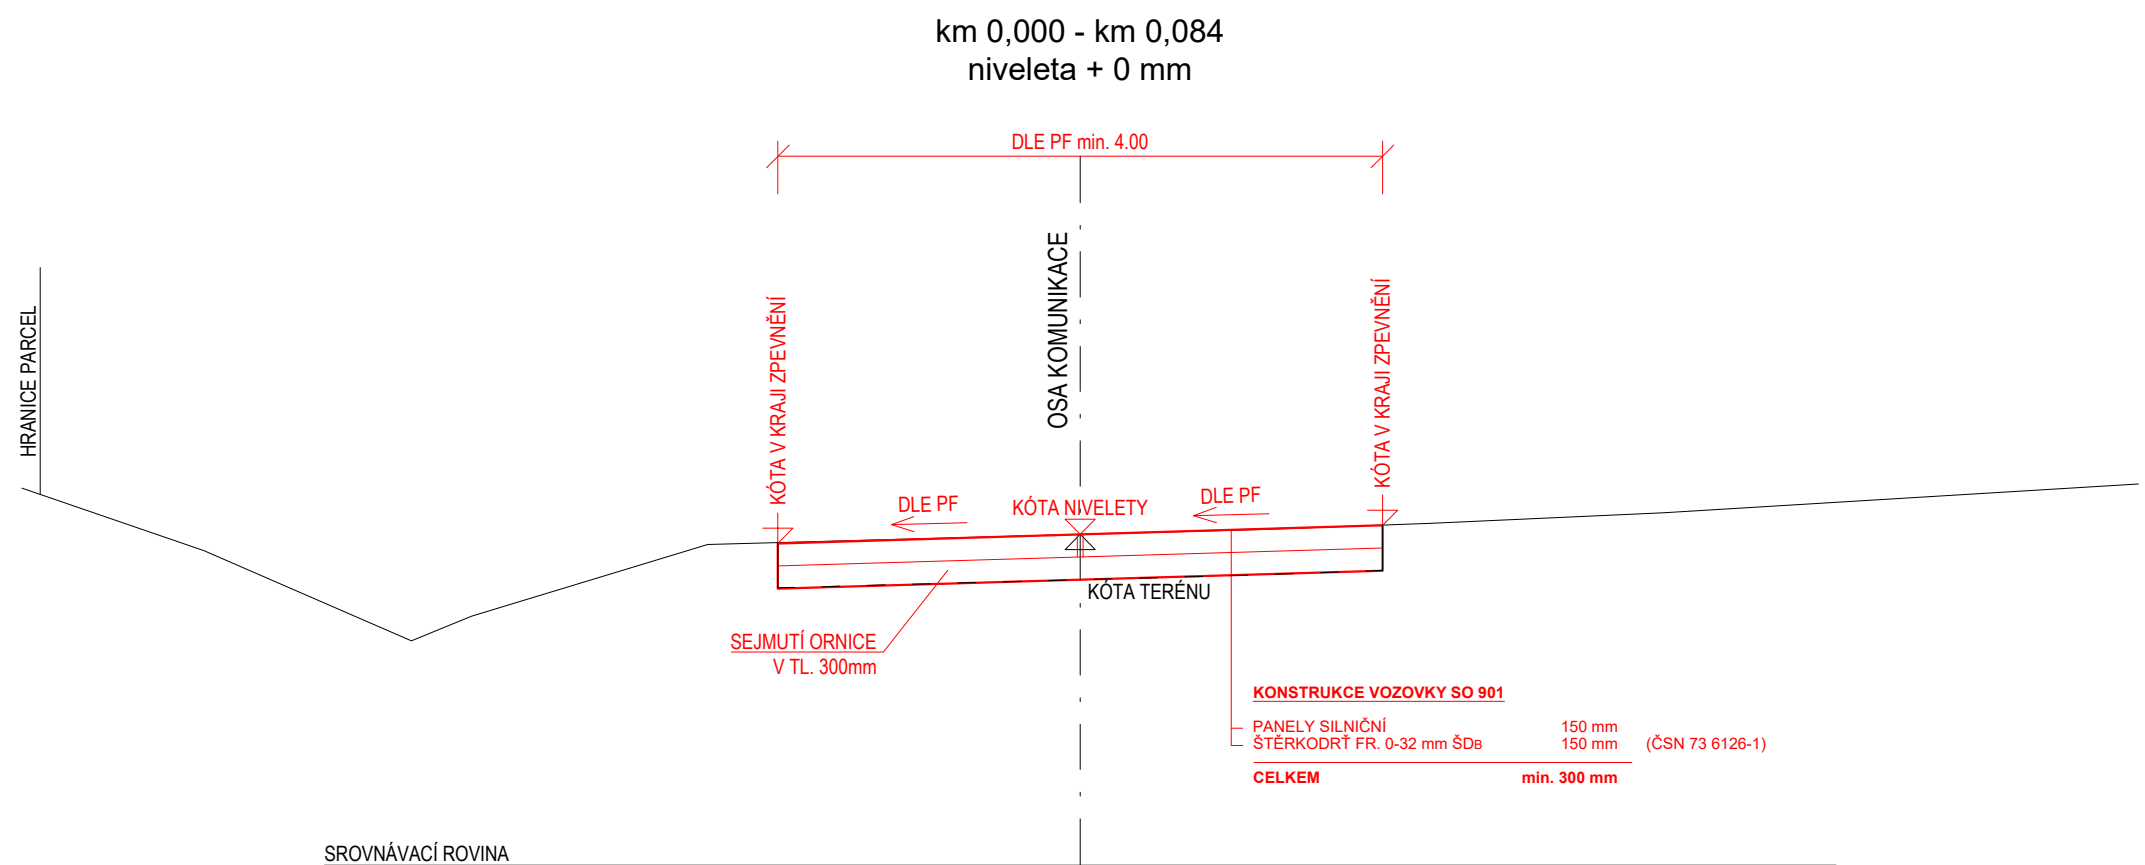 km 0,000 - km 0,084
niveleta + 0 mm
DLE PF min. 4.00
HRANICE PARCEL
KÓTA V KRAJI ZPEVNĚNÍ
OSA KOMUNIKACE
KÓTA V KRAJI ZPEVNĚNÍ
DLE PF
KÓTA NIVELETY
DLE PF
KÓTA TERÉNU
SEJMUTÍ ORNICE
V TL. 300mm
KONSTRUKCE VOZOVKY SO 901
PANELY SILNIČNÍ 150 mm
ŠTĚRKODRŤ FR. 0-32 mm ŠDB 150 mm (ČSN 73 6126-1)
CELKEM min. 300 mm
SROVNÁVACÍ ROVINA